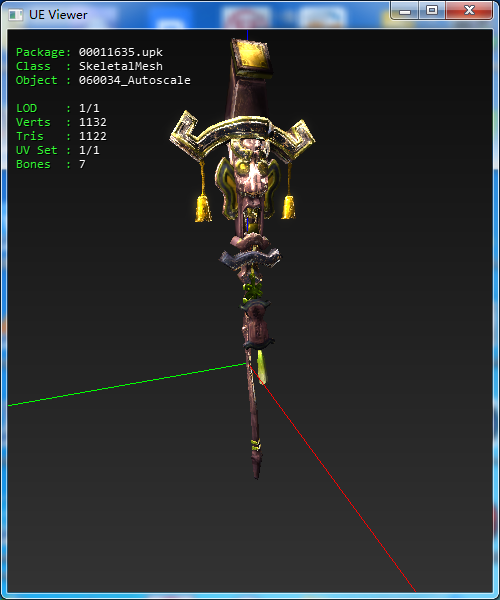 UE Viewer
Package: 00011635.upk
Class : SkeletalMesh
Object : 060034_Autoscale
LOD : 1/1
Verts : 1132
Tris : 1122
UV Set : 1/1
Bones : 7